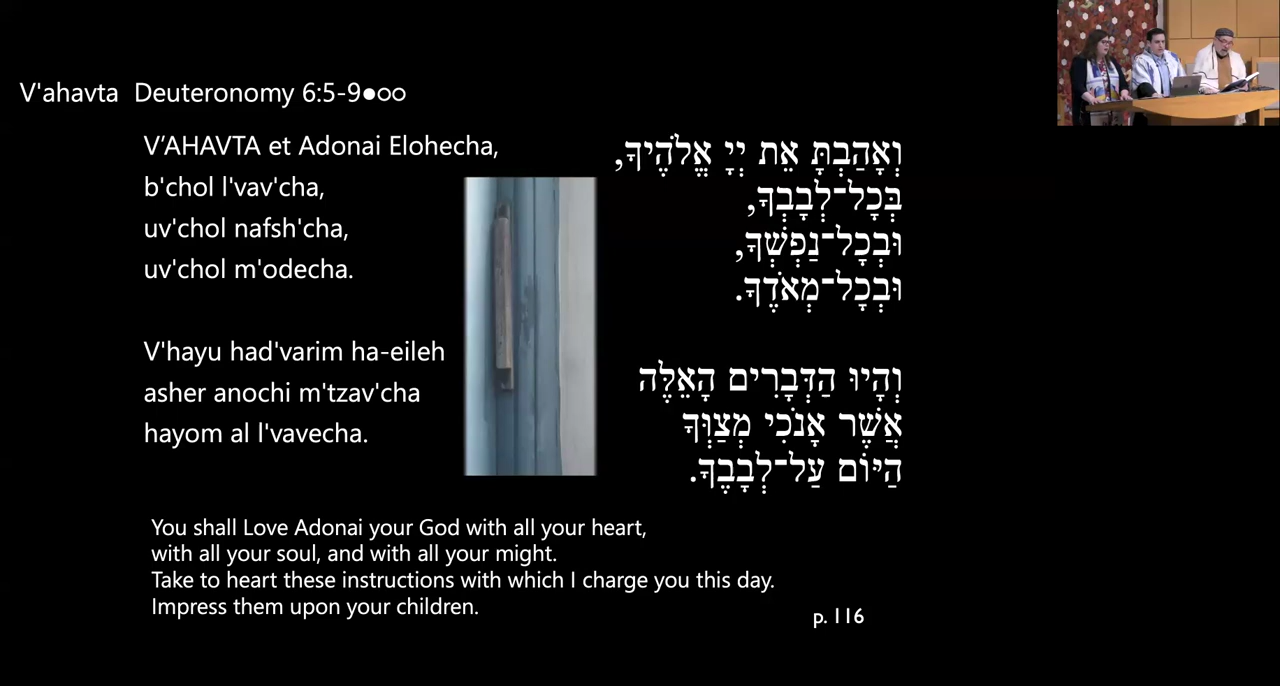 V'ahavta Deuteronomy 6:5-9●○○
V’AHAVTA et Adonai Elohecha,
b'chol l'vav'cha,
uv'chol nafsh'cha,
uv'chol m'odecha.
V'hayu had'varim ha-eileh
asher anochi m'tzav'cha
hayom al l'vavecha.
וְאָהַבְתָּ אֵת יְיָ אֱלֹהֶיךָ,
בְּכָל־לְבָבְךָ,
וּבְכָל־נַפְשְׁךָ,
וּבְכָל־מְאֹדֶךָ.
וְהָיוּ הַדְּבָרִים הָאֵלֶּה
אֲשֶׁר אָנֹכִי מְצַוְּךָ
הַיּוֹם עַל־לְבָבֶךָ.
You shall Love Adonai your God with all your heart,
with all your soul, and with all your might.
Take to heart these instructions with which I charge you this day.
Impress them upon your children.
p. 116